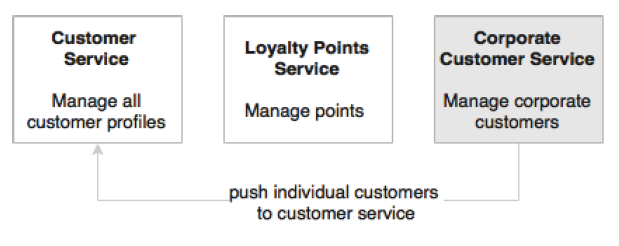 Customer
Service
Manage all
customer profiles
Loyalty Points
Service
Manage points
Corporate
Customer Service
Manage corporate
customers
push individual customers
to customer service